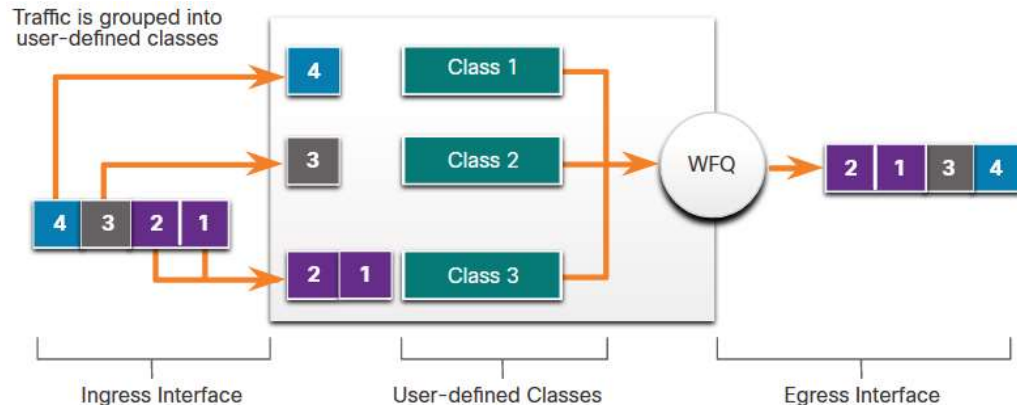 Traffic is grouped into
user-defined classes
4
Class 1
3
Class 2
WFQ
2 1 3 4
4 3 2 1
2 1
Class 3
Ingress Interface
User-defined Classes
Egress Interface